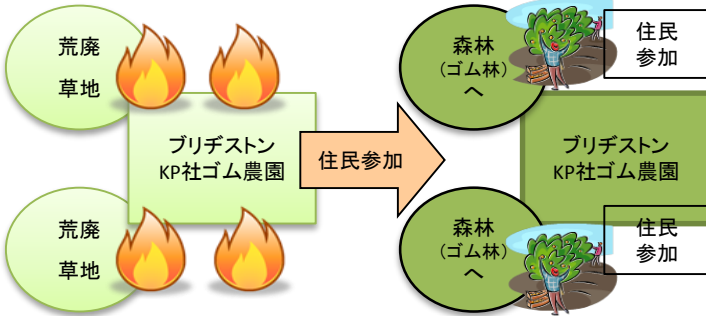 荒廃
草地
ブリヂストン
KP社ゴム農園
荒廃
草地
住民参加
森林
（ゴム林）
へ
住民
参加
ブリヂストン
KP社ゴム農園
森林
（ゴム林）
へ
住民
参加